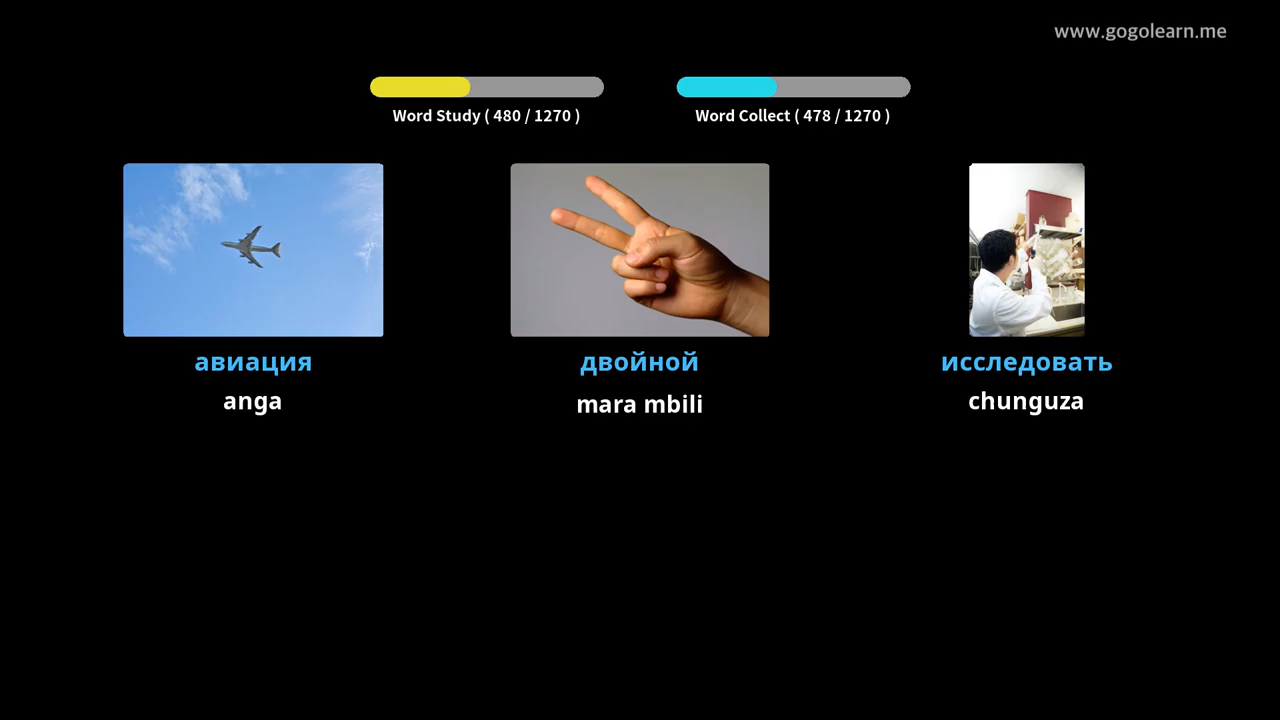 www.gogolearn.me
Word Study ( 480 / 1270 )
Word Collect ( 478 / 1270 )
авиация
двойной
исследовать
anga
mara mbili
chunguza